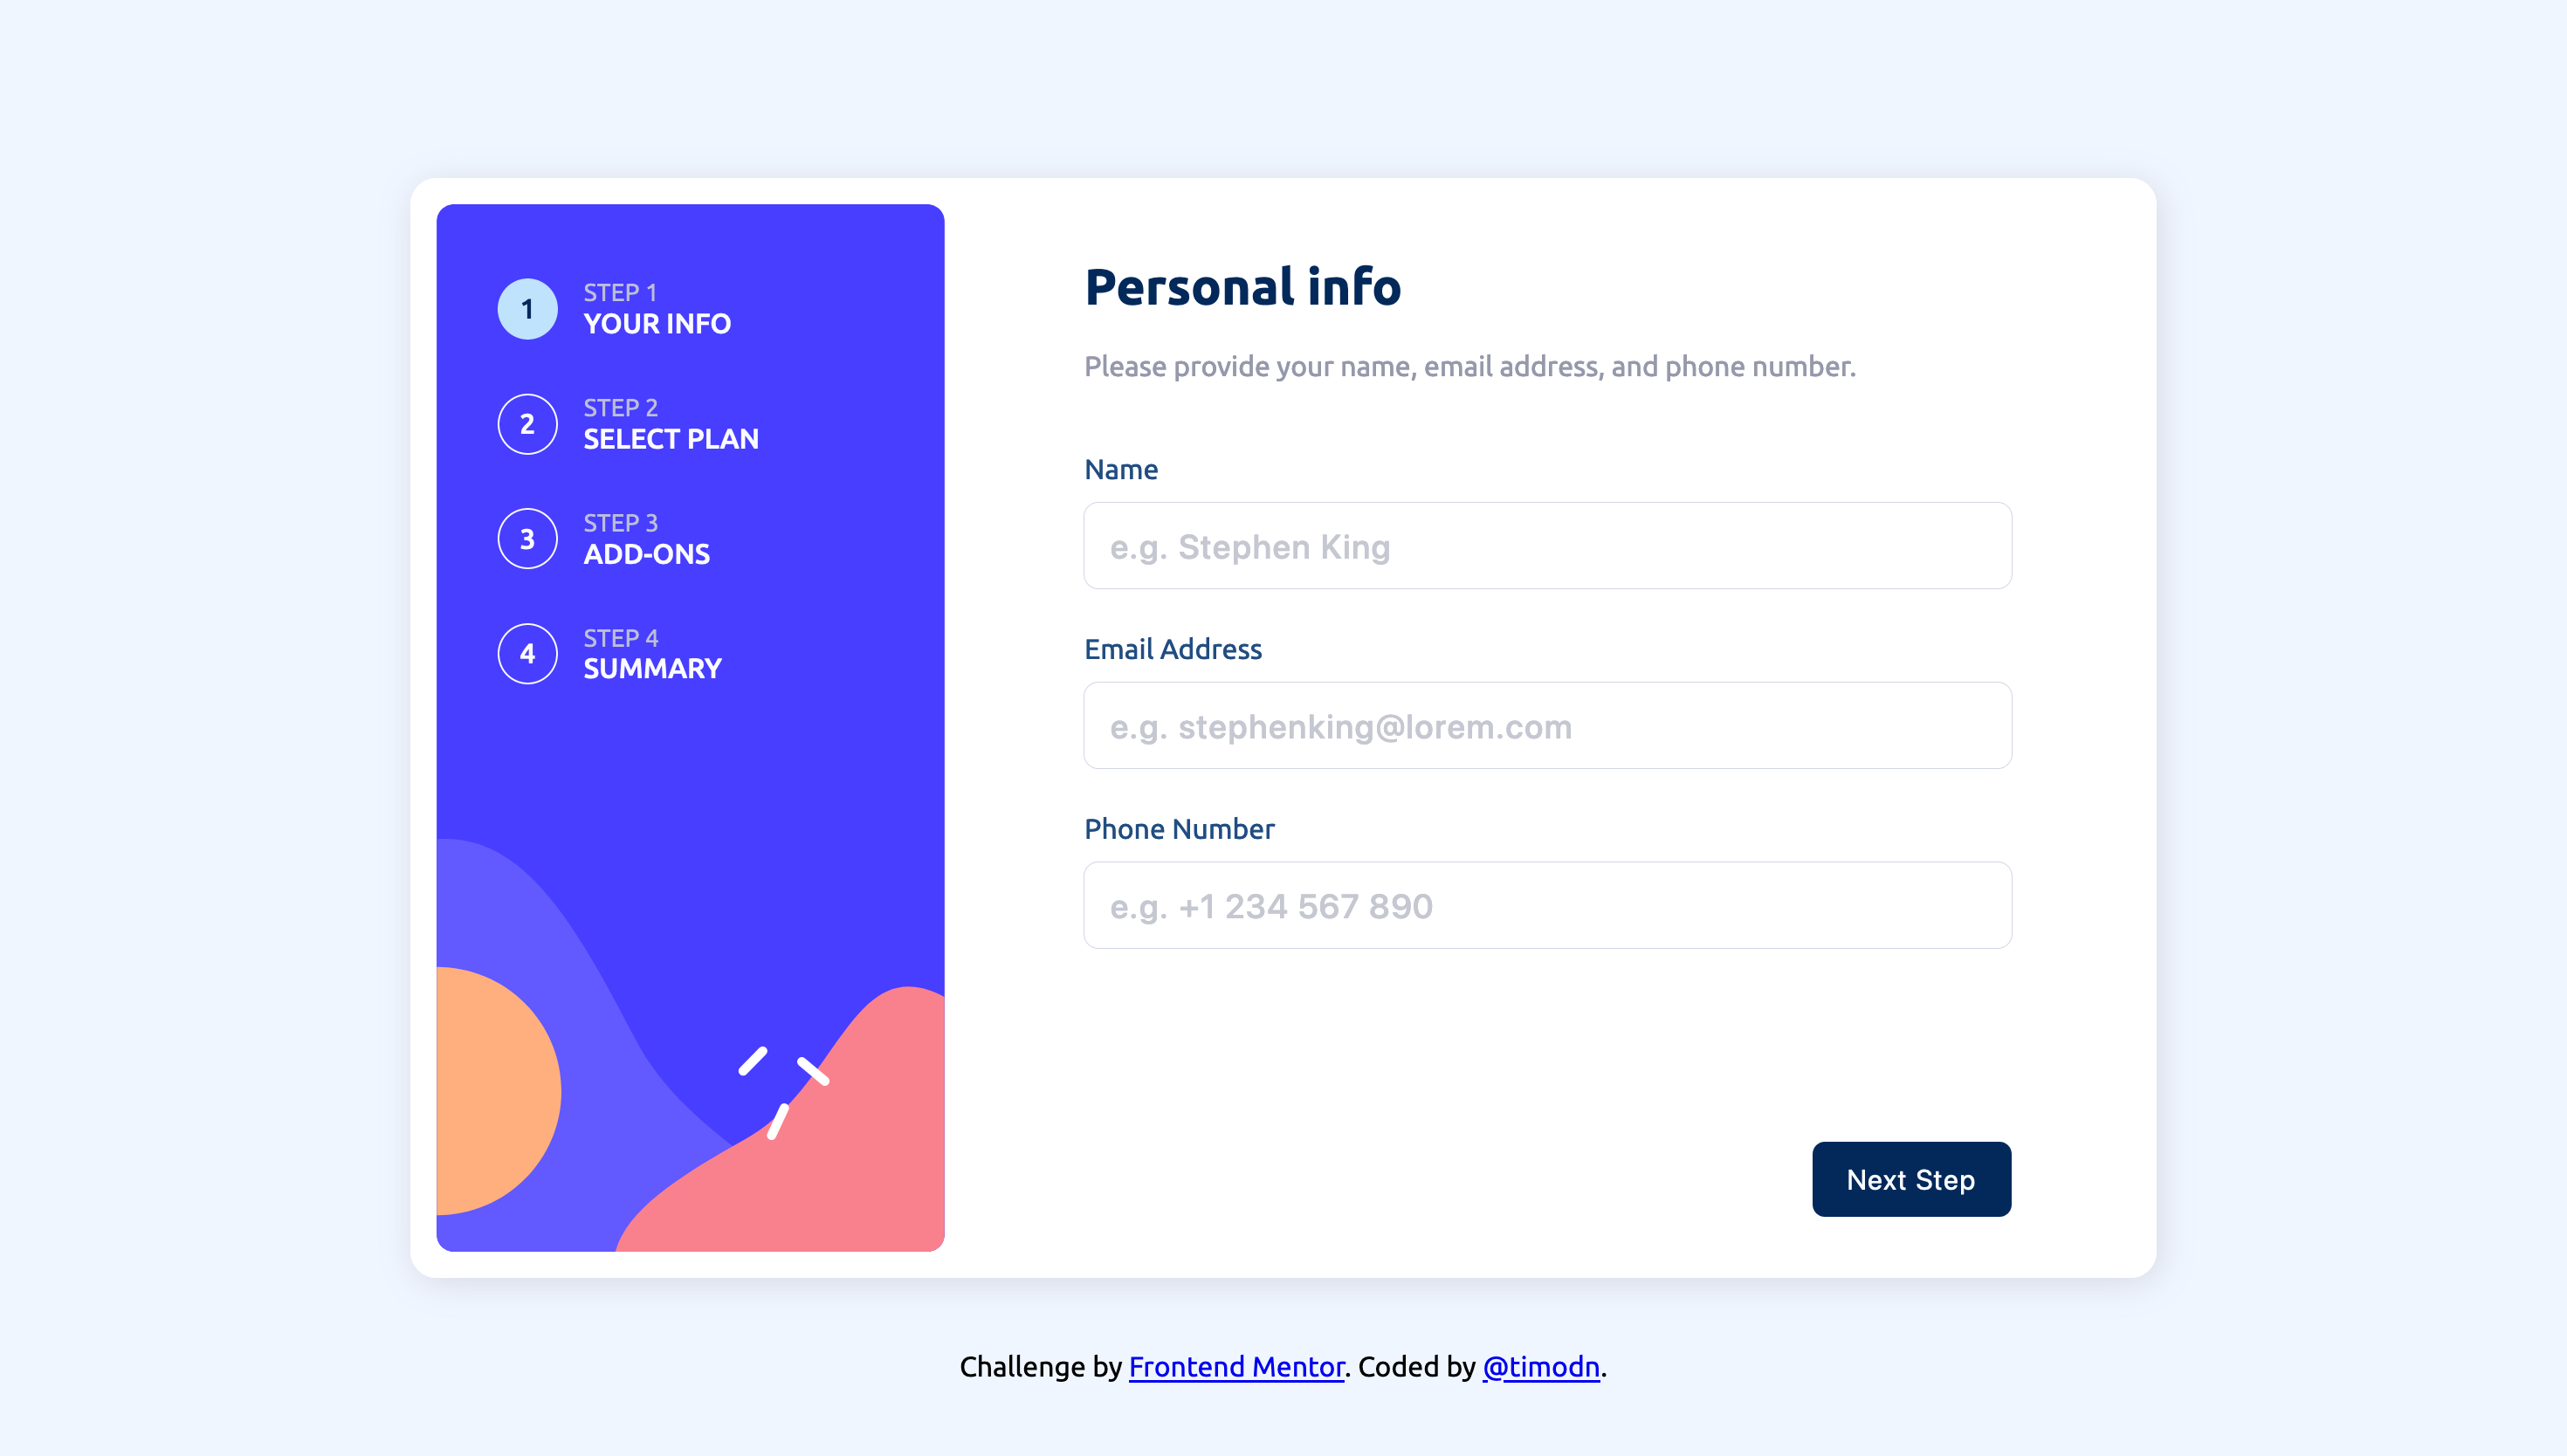 1
STEP 1
YOUR INFO
2
STEP 2
SELECT PLAN
3
STEP 3
ADD-ONS
4
STEP 4
SUMMARY
Personal info
Please provide your name, email address, and phone number.
Name
e.g. Stephen King
Email Address
e.g. stephenking@lorem.com
Phone Number
e.g. +1 234 567 890
Next Step
Challenge by Frontend Mentor. Coded by @timodn.